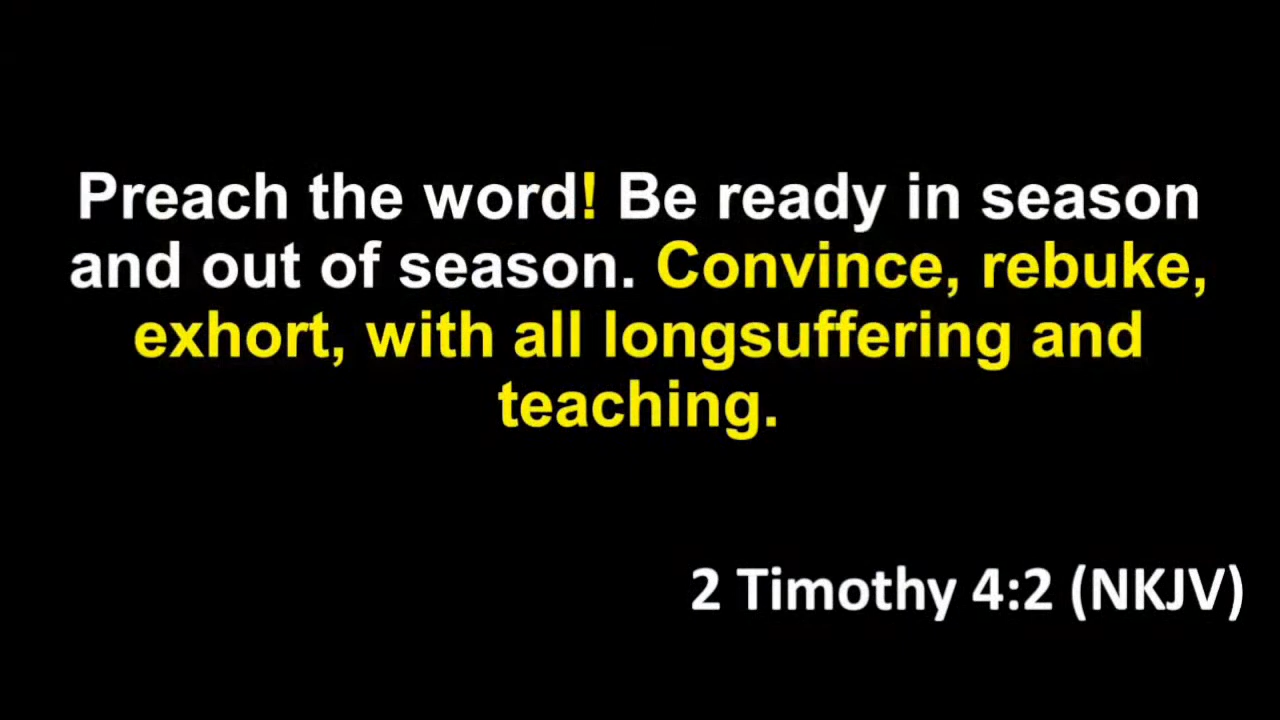 Preach the word! Be ready in season
and out of season. Convince, rebuke,
exhort, with all longsuffering and
teaching.
2 Timothy 4:2 (NKJV)